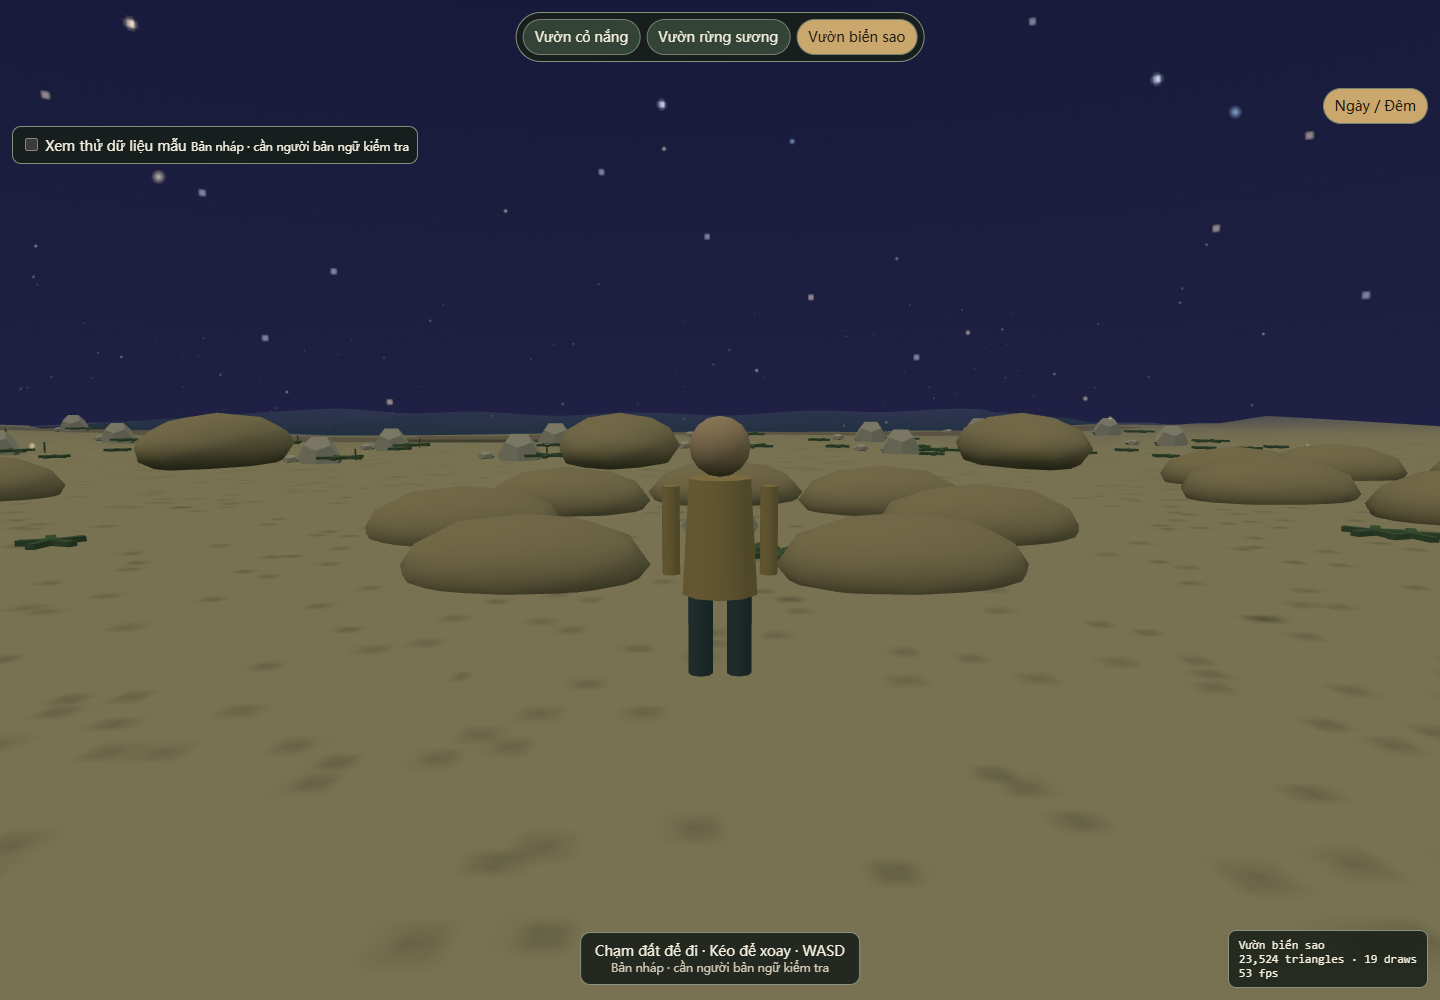 Vườn cỏ nắng
Vườn rừng sương
Vườn biển sao
Ngày / Đêm
Xem thử dữ liệu mẫu Bản nháp · cần người bản ngữ kiểm tra
Chạm đất để đi · Kéo để xoay · WASD
Bản nháp · cần người bản ngữ kiểm tra
Vườn biển sao
23,524 triangles · 19 draws
53 fps